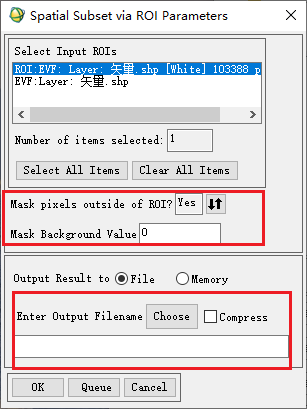 Spatial Subset via ROI Parameters
Select Input ROIs
ROI:EVF: Layer: 矢量.shp [White] 103388 p
EVF: Layer: 矢量.shp
Number of items selected: 1
Select All Items Clear All Items
Mask pixels outside of ROI? Yes
Mask Background Value 0
Output Result to File Memory
Enter Output Filename Choose Compress
OK Queue Cancel